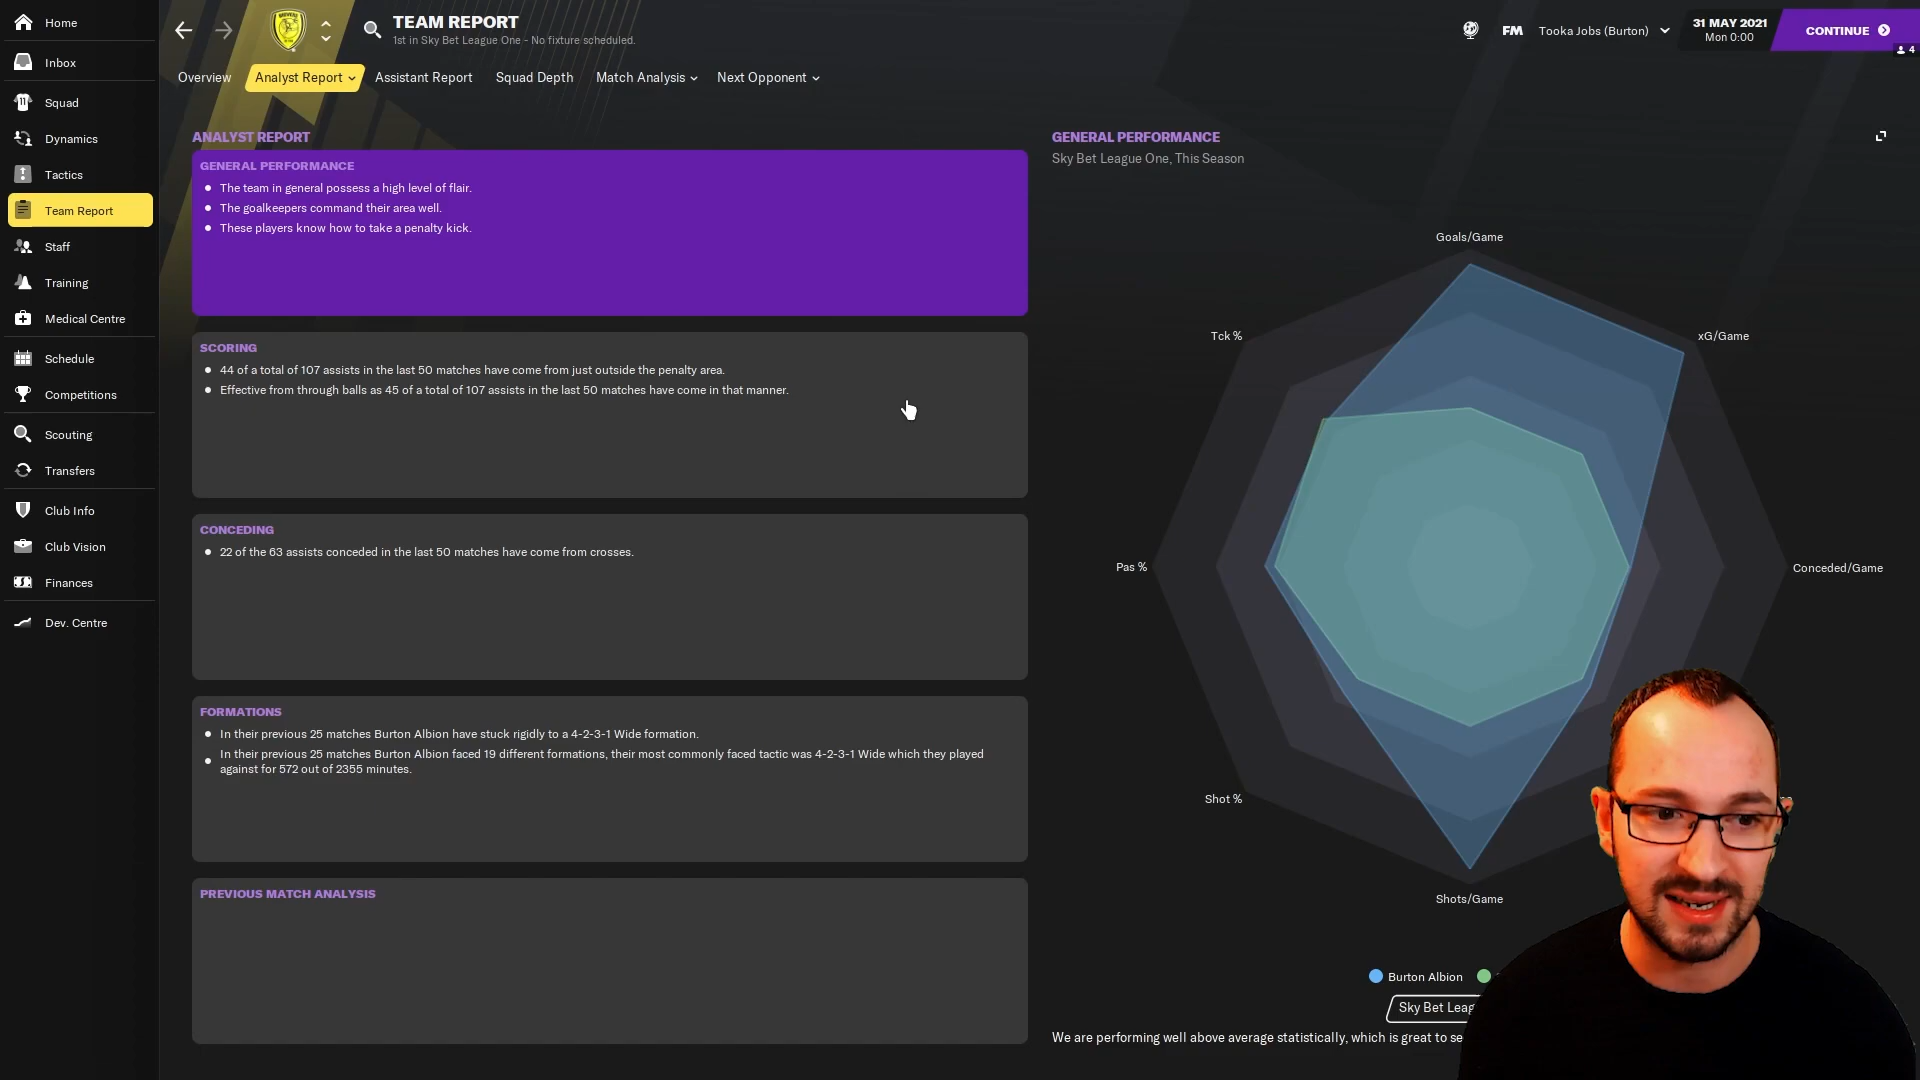 Home
Inbox
Squad
Dynamics
Tactics
Team Report
Staff
Training
Medical Centre
Schedule
Competitions
Scouting
Transfers
Club Info
Club Vision
Finances
Dev. Centre
TEAM REPORT
1st in Sky Bet League One - No fixture scheduled.
FM
Tooka Jobs (Burton)
31 MAY 2021
Mon 0:00
CONTINUE
4
Overview
Analyst Report
Assistant Report
Squad Depth
Match Analysis
Next Opponent
ANALYST REPORT
GENERAL PERFORMANCE
The team in general possess a high level of flair.
The goalkeepers command their area well.
These players know how to take a penalty kick.
SCORING
44 of a total of 107 assists in the last 50 matches have come from just outside the penalty area.
Effective from through balls as 45 of a total of 107 assists in the last 50 matches have come in that manner.
CONCEDING
22 of the 63 assists conceded in the last 50 matches have come from crosses.
FORMATIONS
In their previous 25 matches Burton Albion have stuck rigidly to a 4-2-3-1 Wide formation.
In their previous 25 matches Burton Albion faced 19 different formations, their most commonly faced tactic was 4-2-3-1 Wide which they played
against for 572 out of 2355 minutes.
PREVIOUS MATCH ANALYSIS
GENERAL PERFORMANCE
Sky Bet League One, This Season
Goals/Game
Tck %
xG/Game
Pas %
Conceded/Game
Shot %
Shots/Game
Burton Albion
Sky Bet
We are performing well above average statistically, which is great to